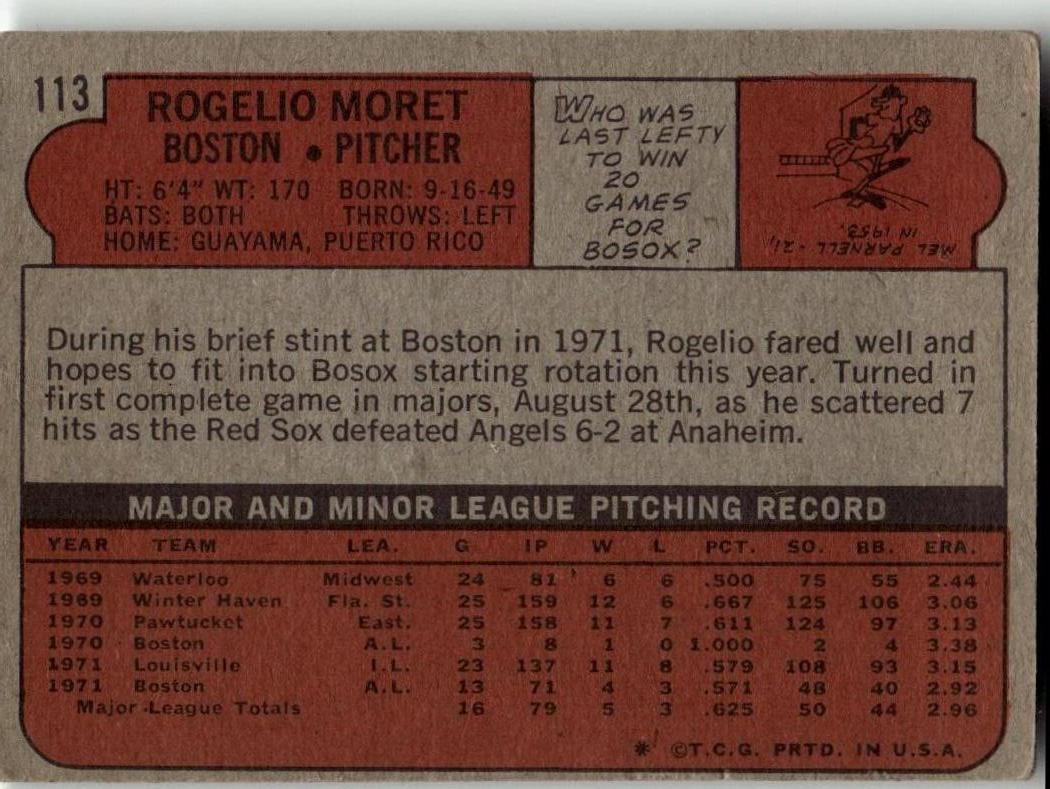 113
ROGELIO MORET
BOSTON • PITCHER
HT: 6'4" WT: 170 BORN: 9-16-49
BATS: BOTH THROWS: LEFT
HOME: GUAYAMA, PUERTO RICO
WHO WAS
LAST LEFTY
TO WIN
20
GAMES
FOR
BOSOX?
MEL PARNELL - 21,
IN 1953.
During his brief stint at Boston in 1971, Rogelio fared well and
hopes to fit into Bosox starting rotation this year. Turned in
first complete game in majors, August 28th, as he scattered 7
hits as the Red Sox defeated Angels 6-2 at Anaheim.
MAJOR AND MINOR LEAGUE PITCHING RECORD
YEAR TEAM LEA. G IP W L PCT. SO. BB. ERA.
1969 Waterloo Midwest 24 81 6 6 .500 75 55 2.44
1969 Winter Haven Fla. St. 25 159 12 6 .667 125 106 3.06
1970 Pawtucket East. 25 158 11 7 .611 124 97 3.13
1970 Boston A.L. 3 8 1 0 1.000 2 4 3.38
1971 Louisville I.L. 23 137 11 8 .579 108 93 3.15
1971 Boston A.L. 13 71 4 3 .571 48 40 2.92
Major League Totals 16 79 5 3 .625 50 44 2.96
* ©T.C.G. PRTD. IN U.S.A.